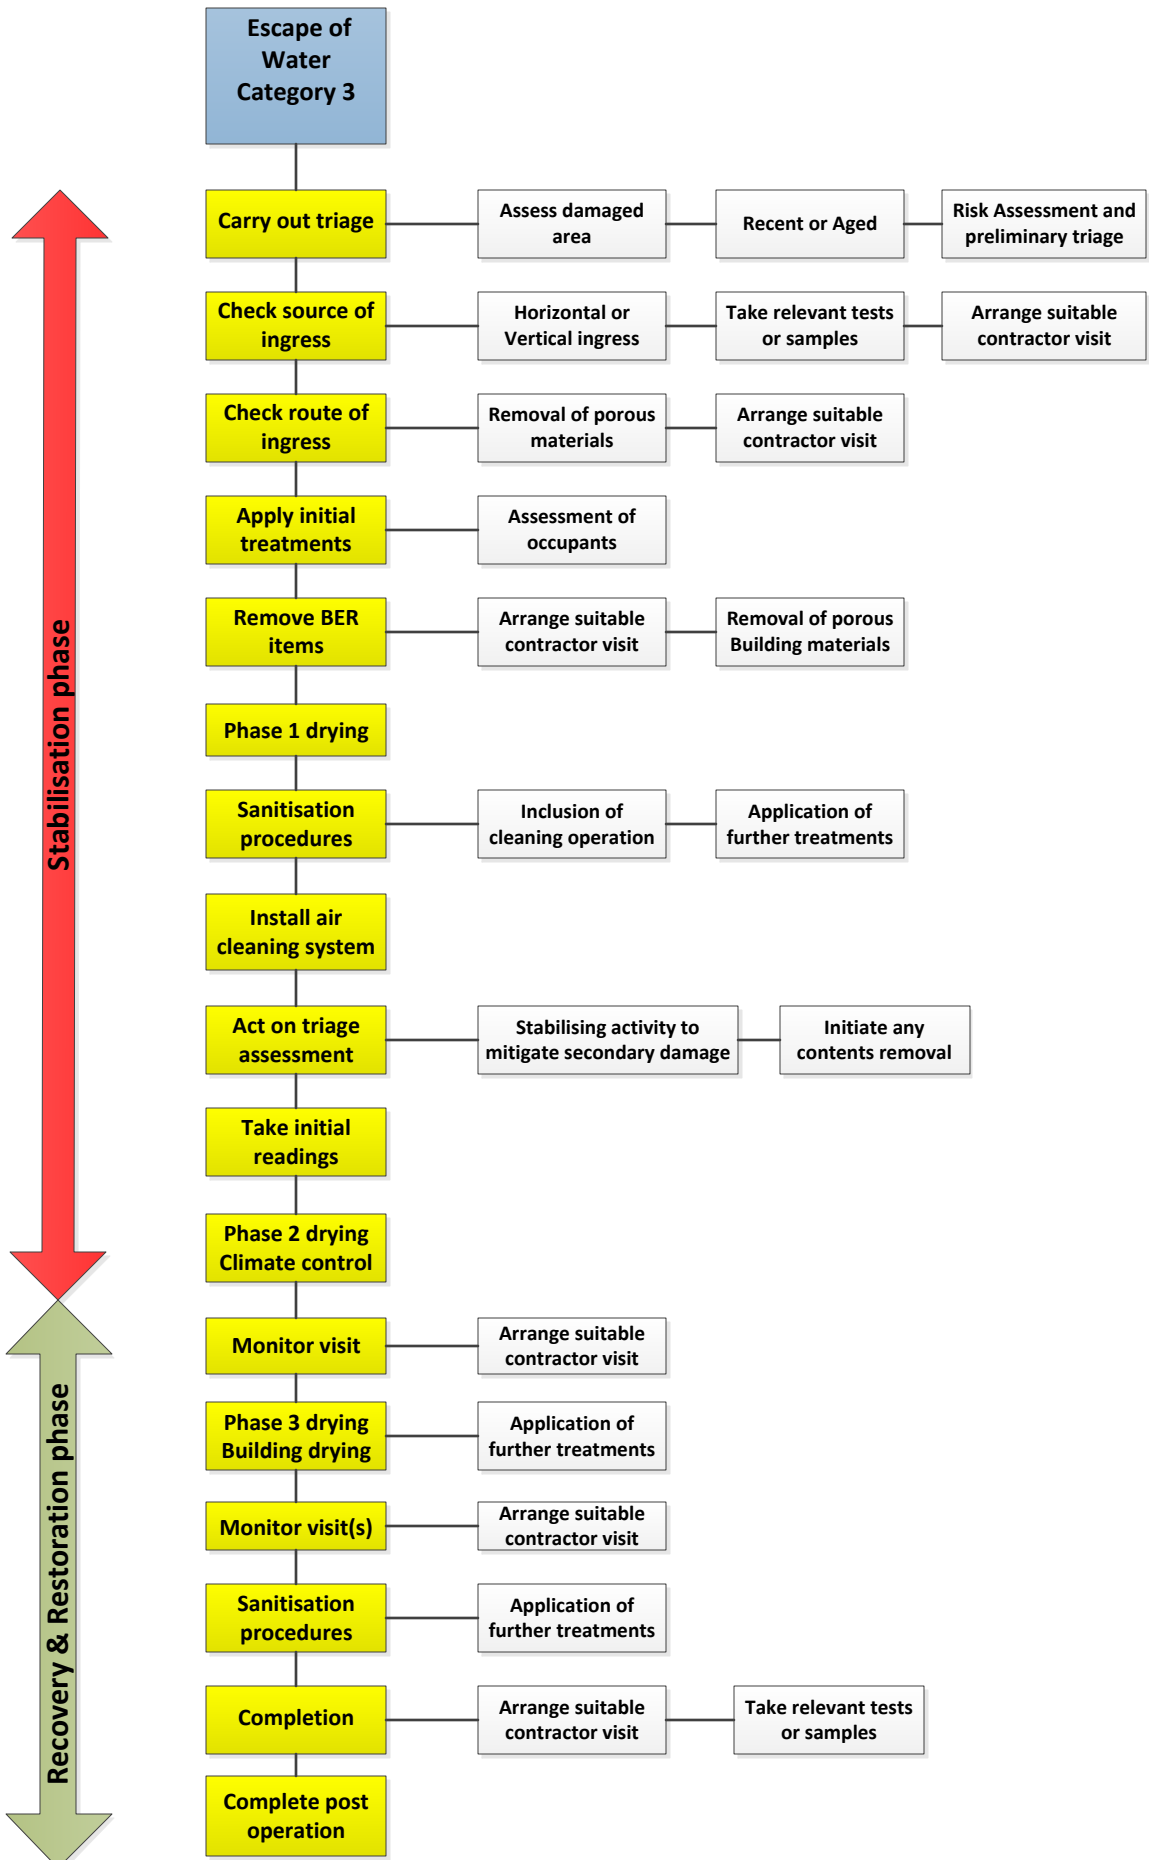 Escape of
Water
Category 3
Stabilisation phase
Carry out triage
Assess damaged
area
Recent or Aged
Risk Assessment and
preliminary triage
Check source of
ingress
Horizontal or
Vertical ingress
Take relevant tests
or samples
Arrange suitable
contractor visit
Check route of
ingress
Removal of porous
materials
Arrange suitable
contractor visit
Apply initial
treatments
Assessment of
occupants
Remove BER
items
Arrange suitable
contractor visit
Removal of porous
Building materials
Phase 1 drying
Sanitisation
procedures
Inclusion of
cleaning operation
Application of
further treatments
Install air
cleaning system
Act on triage
assessment
Stabilising activity to
mitigate secondary damage
Initiate any
contents removal
Take initial
readings
Phase 2 drying
Climate control
Recovery & Restoration phase
Monitor visit
Arrange suitable
contractor visit
Phase 3 drying
Building drying
Application of
further treatments
Monitor visit(s)
Arrange suitable
contractor visit
Sanitisation
procedures
Application of
further treatments
Completion
Arrange suitable
contractor visit
Take relevant tests
or samples
Complete post
operation